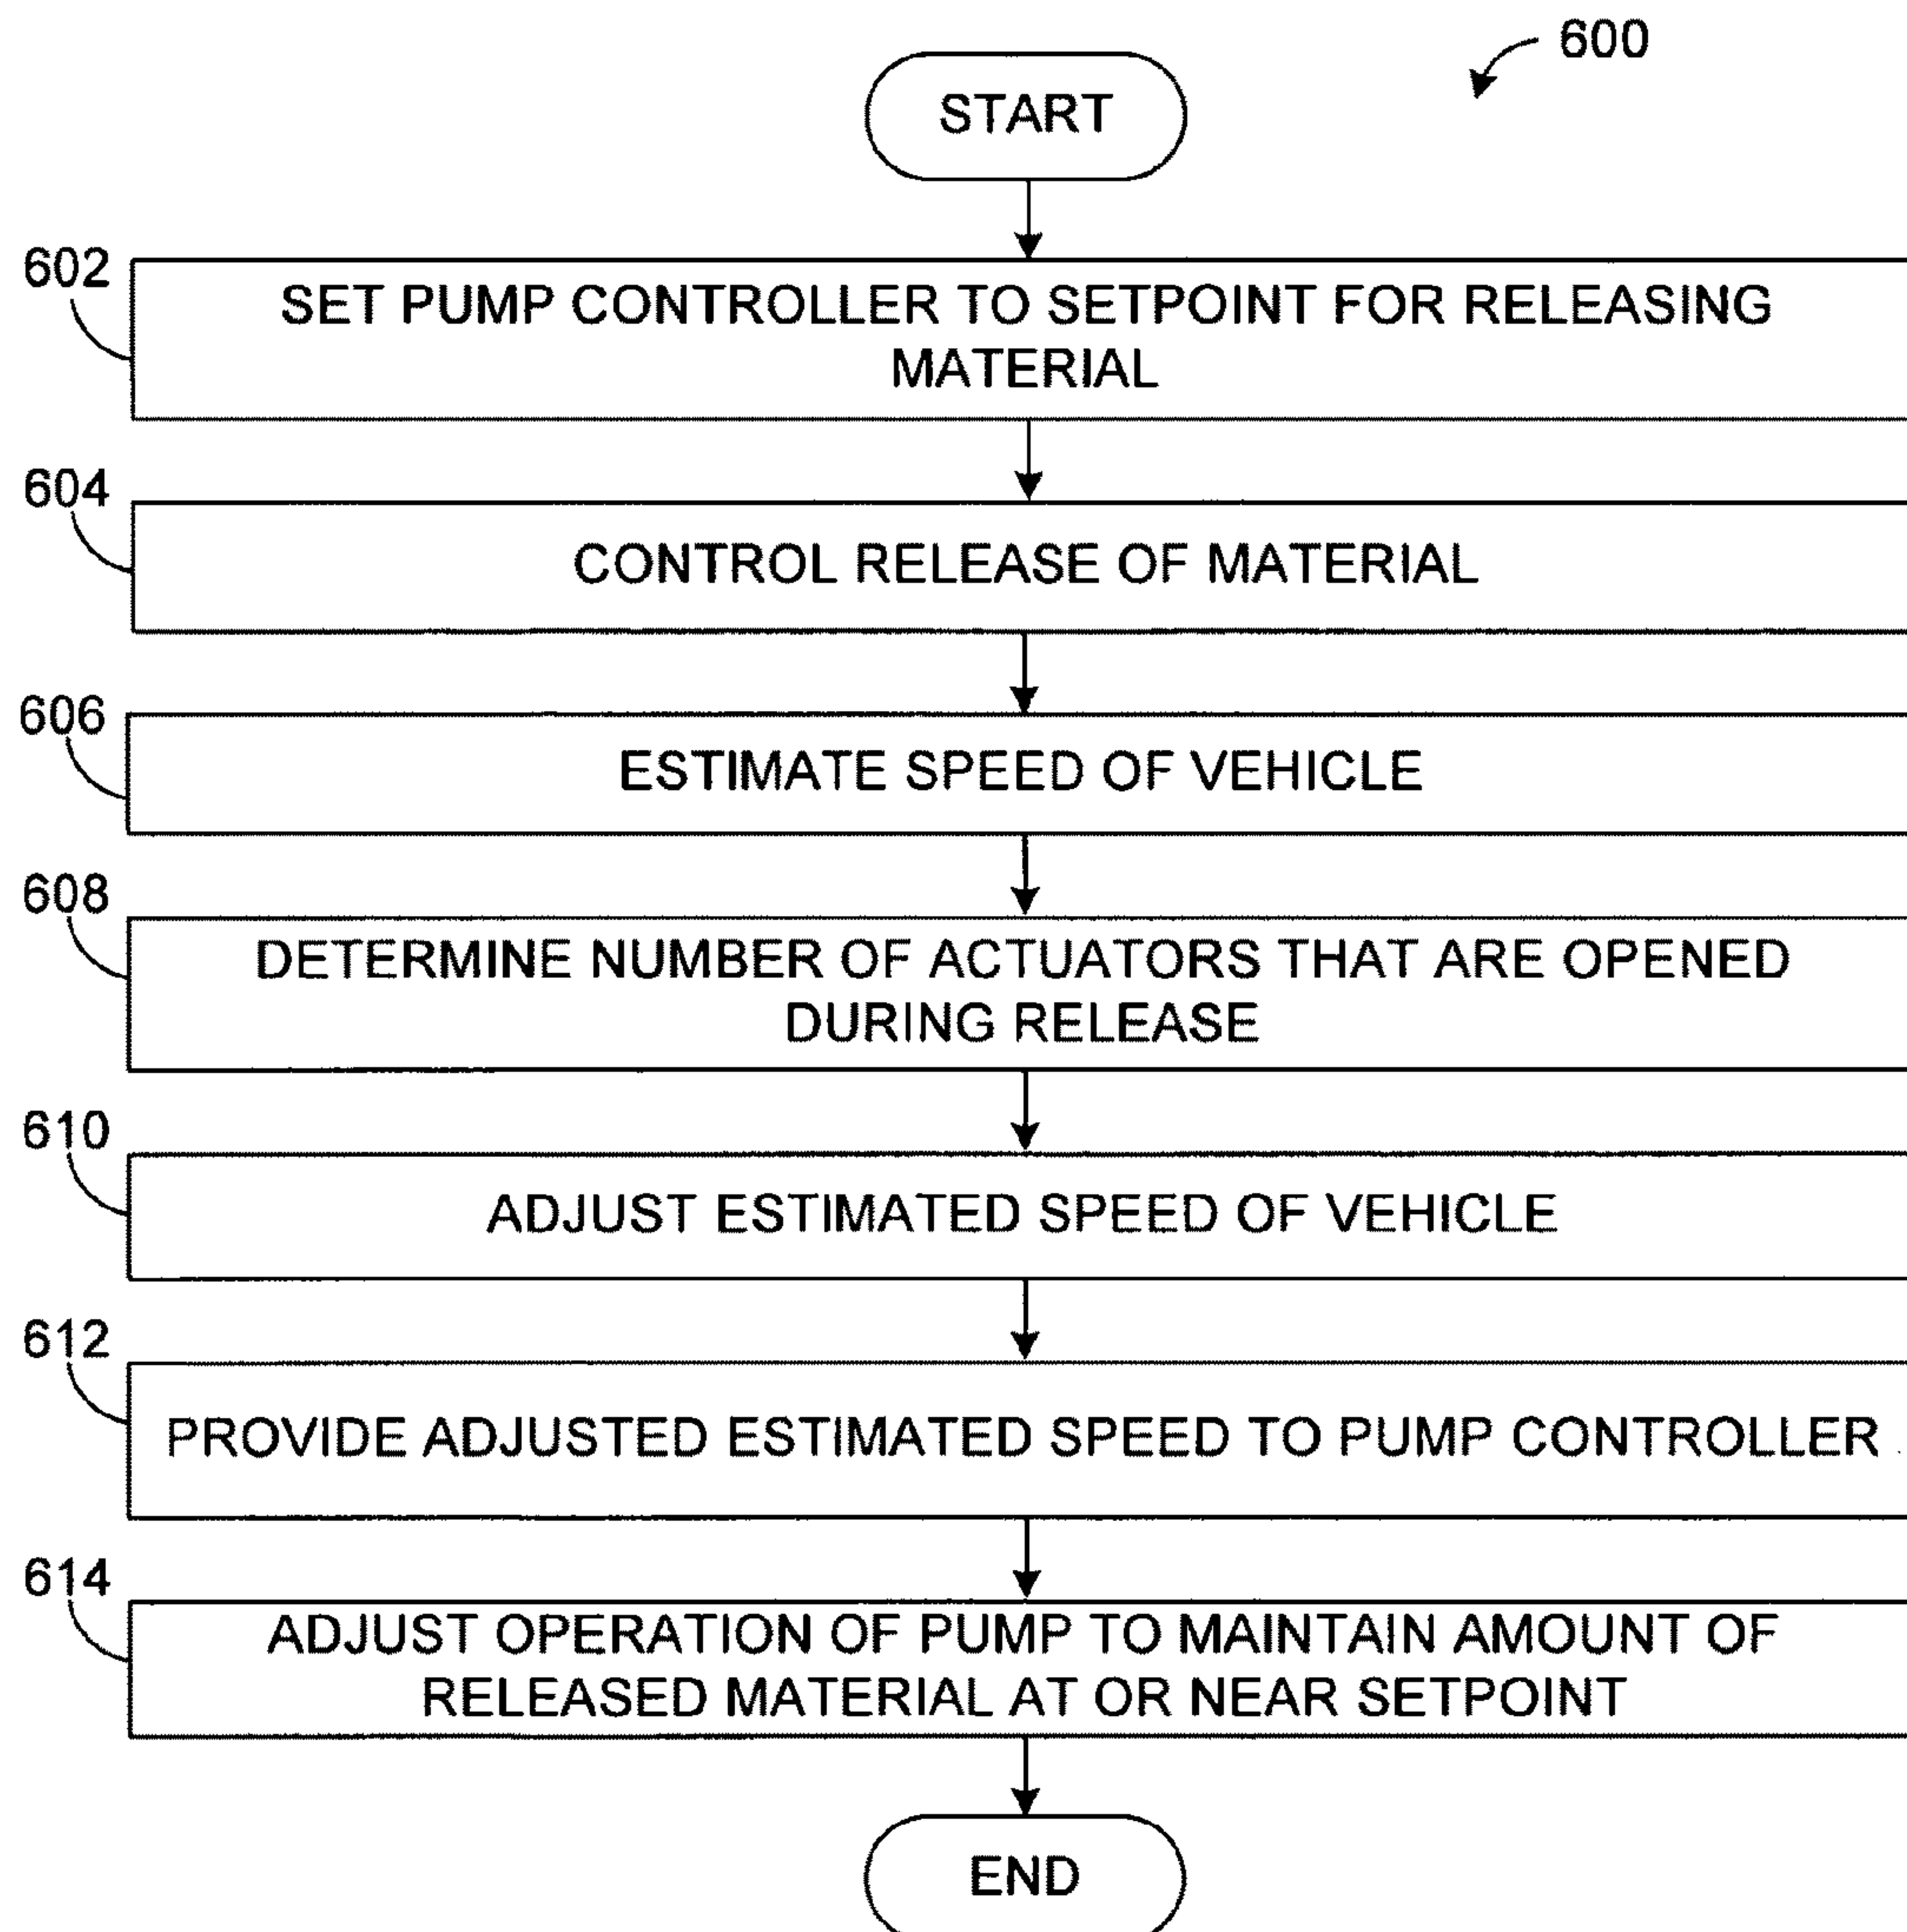 600
START
602
SET PUMP CONTROLLER TO SETPOINT FOR RELEASING
MATERIAL
604
CONTROL RELEASE OF MATERIAL
606
ESTIMATE SPEED OF VEHICLE
608
DETERMINE NUMBER OF ACTUATORS THAT ARE OPENED
DURING RELEASE
610
ADJUST ESTIMATED SPEED OF VEHICLE
612
PROVIDE ADJUSTED ESTIMATED SPEED TO PUMP CONTROLLER
614
ADJUST OPERATION OF PUMP TO MAINTAIN AMOUNT OF
RELEASED MATERIAL AT OR NEAR SETPOINT
END